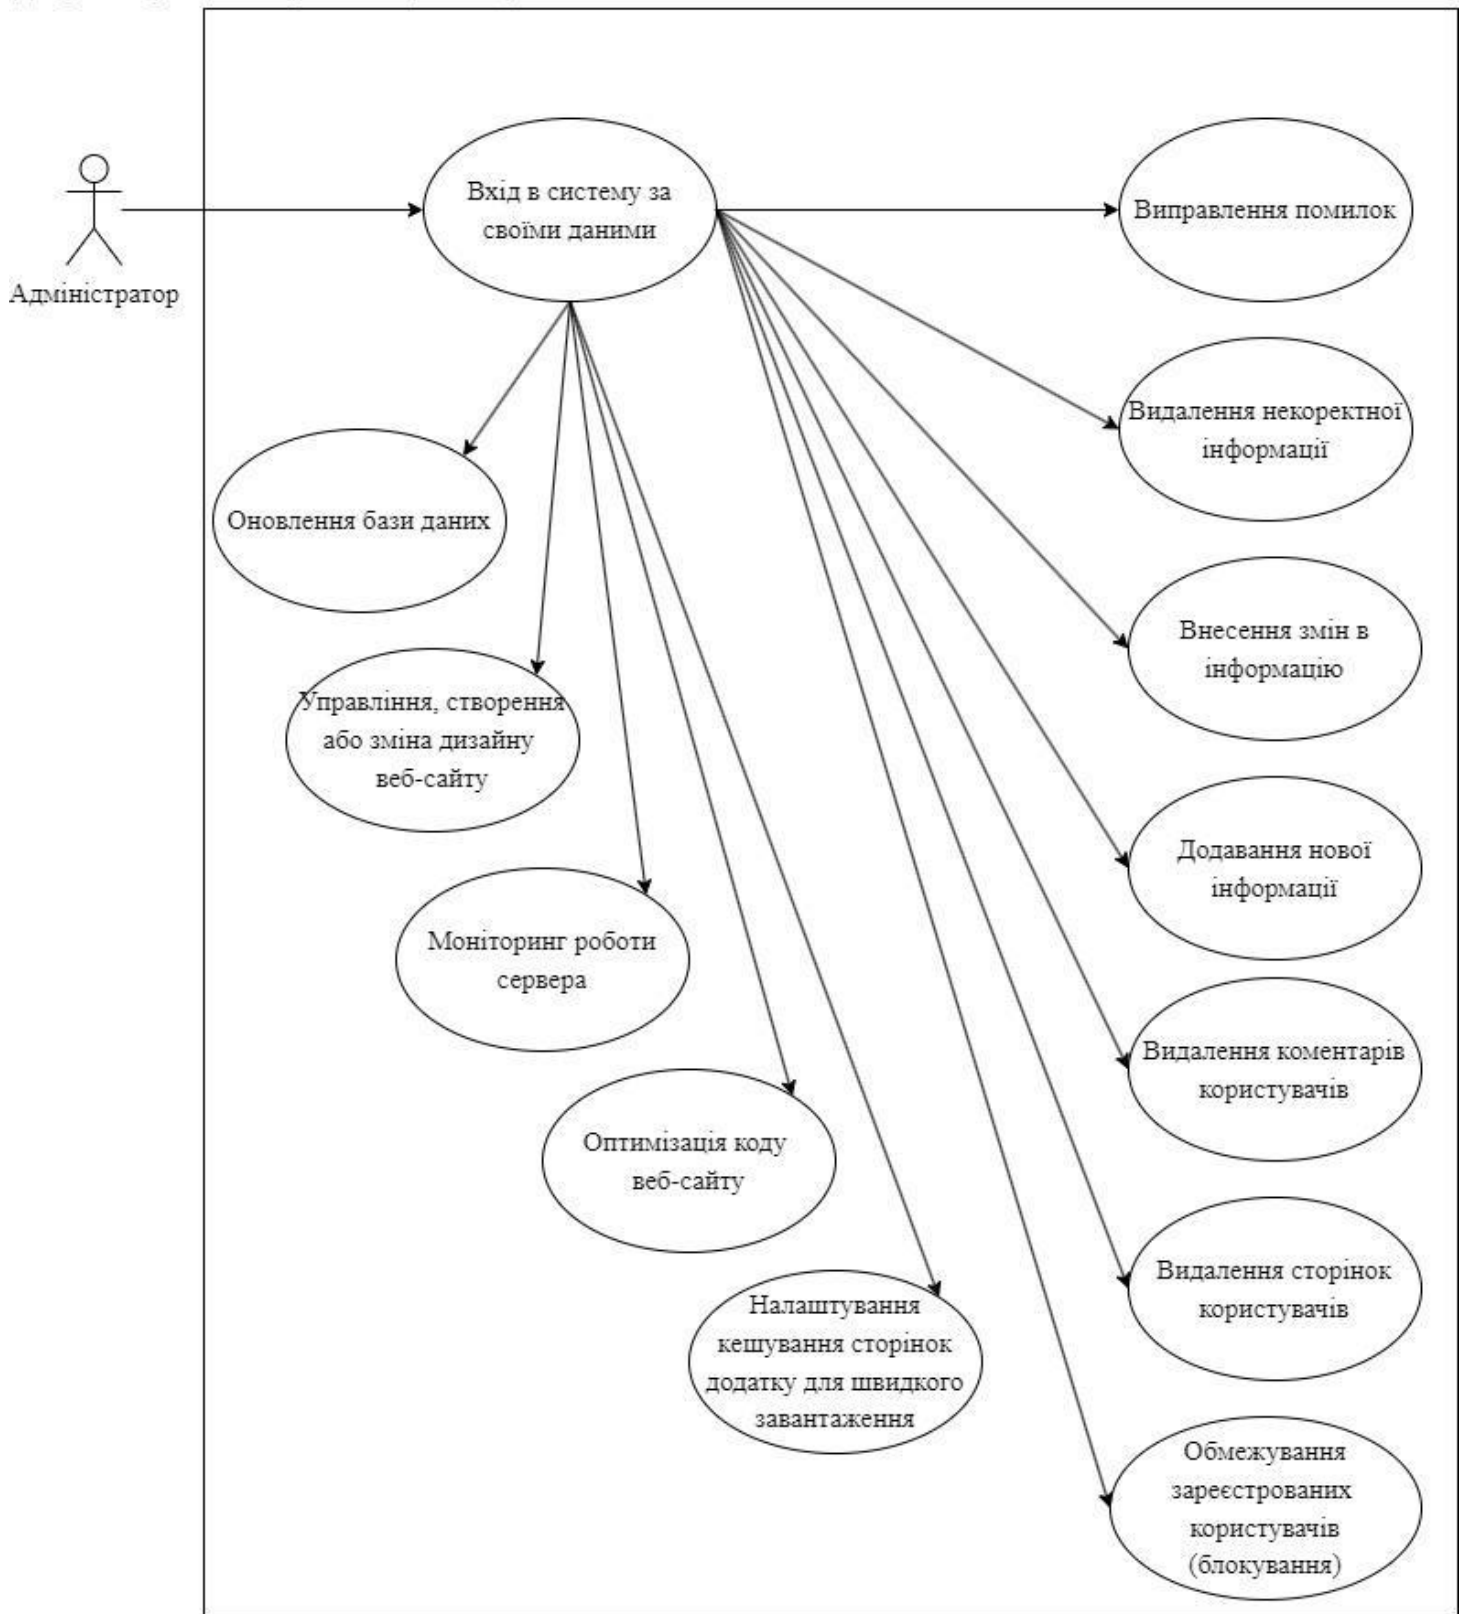 Адміністратор
Вхід в систему за
своїми даними
Виправлення помилок
Видалення некоректної
інформації
Оновлення бази даних
Внесення змін в
інформацію
Управління, створення
або зміна дизайну
веб-сайту
Додавання нової
інформації
Моніторинг роботи
сервера
Видалення коментарів
користувачів
Оптимізація коду
веб-сайту
Видалення сторінок
користувачів
Налаштування
кешування сторінок
додатку для швидкого
завантаження
Обмежування
зареєстрованих
користувачів
(блокування)